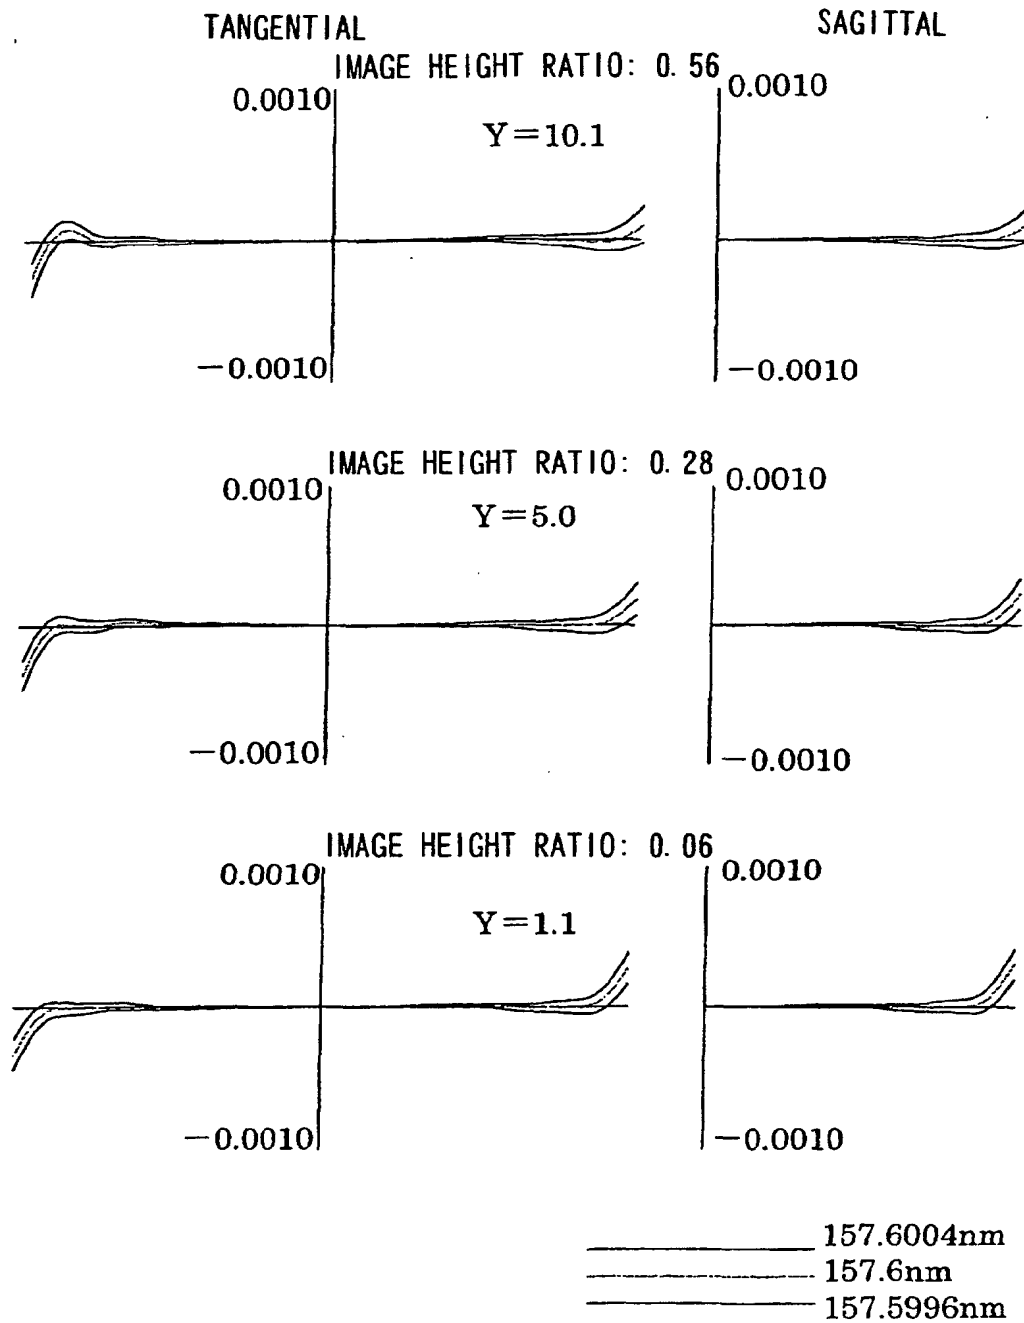 TANGENTIAL SAGITTAL
IMAGE HEIGHT RATIO: 0.56
0.0010 0.0010
Y=10.1
−0.0010 −0.0010
IMAGE HEIGHT RATIO: 0.28
0.0010 0.0010
Y=5.0
−0.0010 −0.0010
IMAGE HEIGHT RATIO: 0.06
0.0010 0.0010
Y=1.1
−0.0010 −0.0010
157.6004nm
157.6nm
157.5996nm